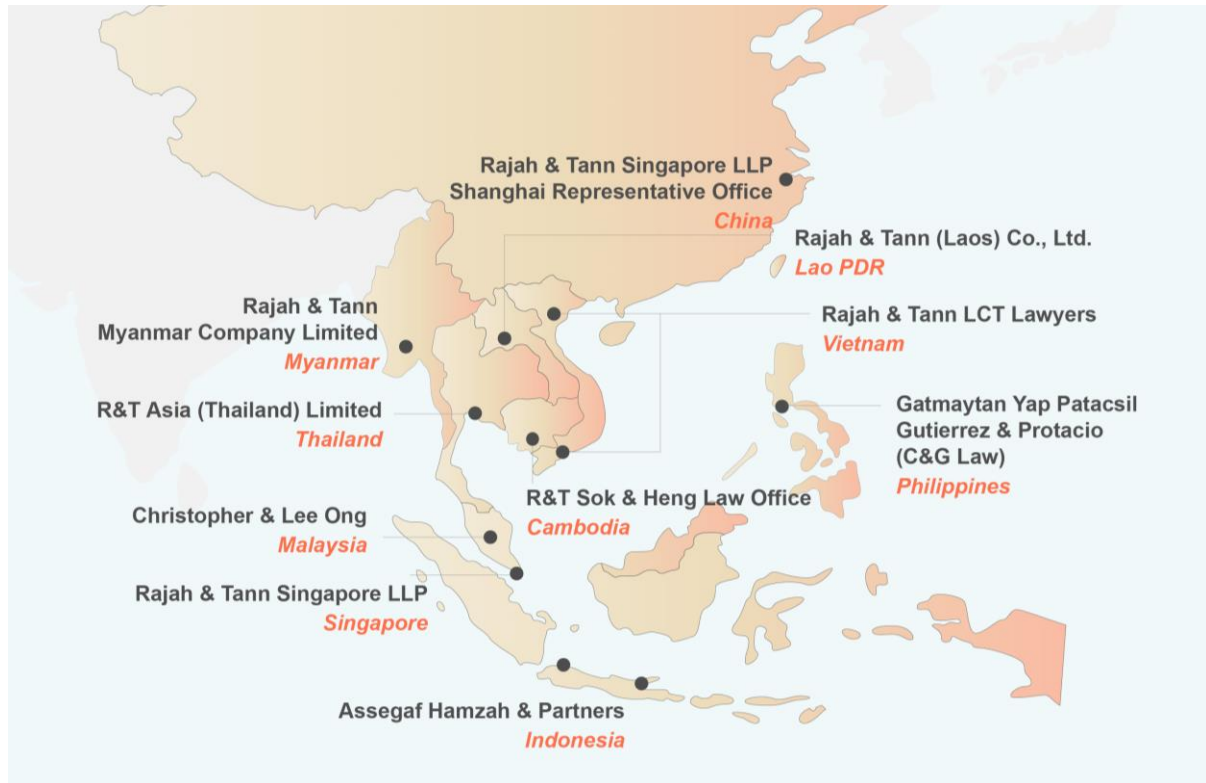 Rajah & Tann Singapore LLP
Shanghai Representative Office
China
Rajah & Tann (Laos) Co., Ltd.
Lao PDR
Rajah & Tann
Myanmar Company Limited
Myanmar
Rajah & Tann LCT Lawyers
Vietnam
R&T Asia (Thailand) Limited
Thailand
Gatmaytan Yap Patacsil
Gutierrez & Protacio
(C&G Law)
Philippines
R&T Sok & Heng Law Office
Cambodia
Christopher & Lee Ong
Malaysia
Rajah & Tann Singapore LLP
Singapore
Assegaf Hamzah & Partners
Indonesia